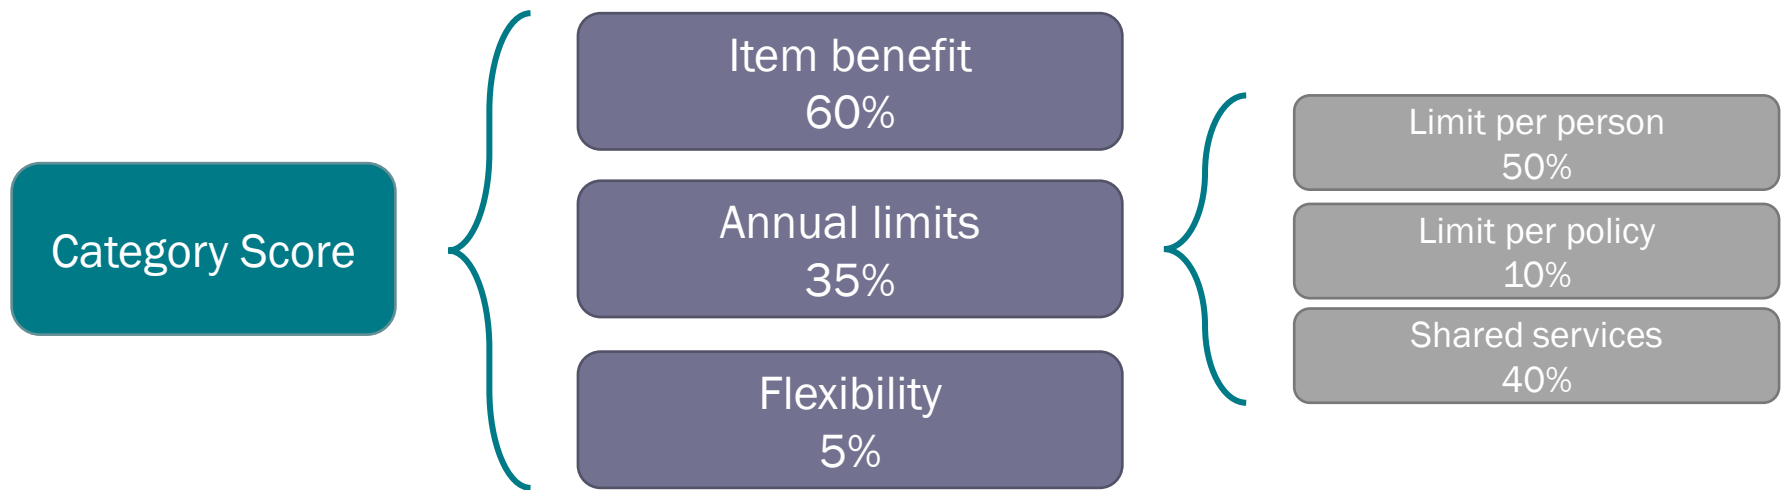 Category Score
Item benefit
60%
Annual limits
35%
Flexibility
5%
Limit per person
50%
Limit per policy
10%
Shared services
40%